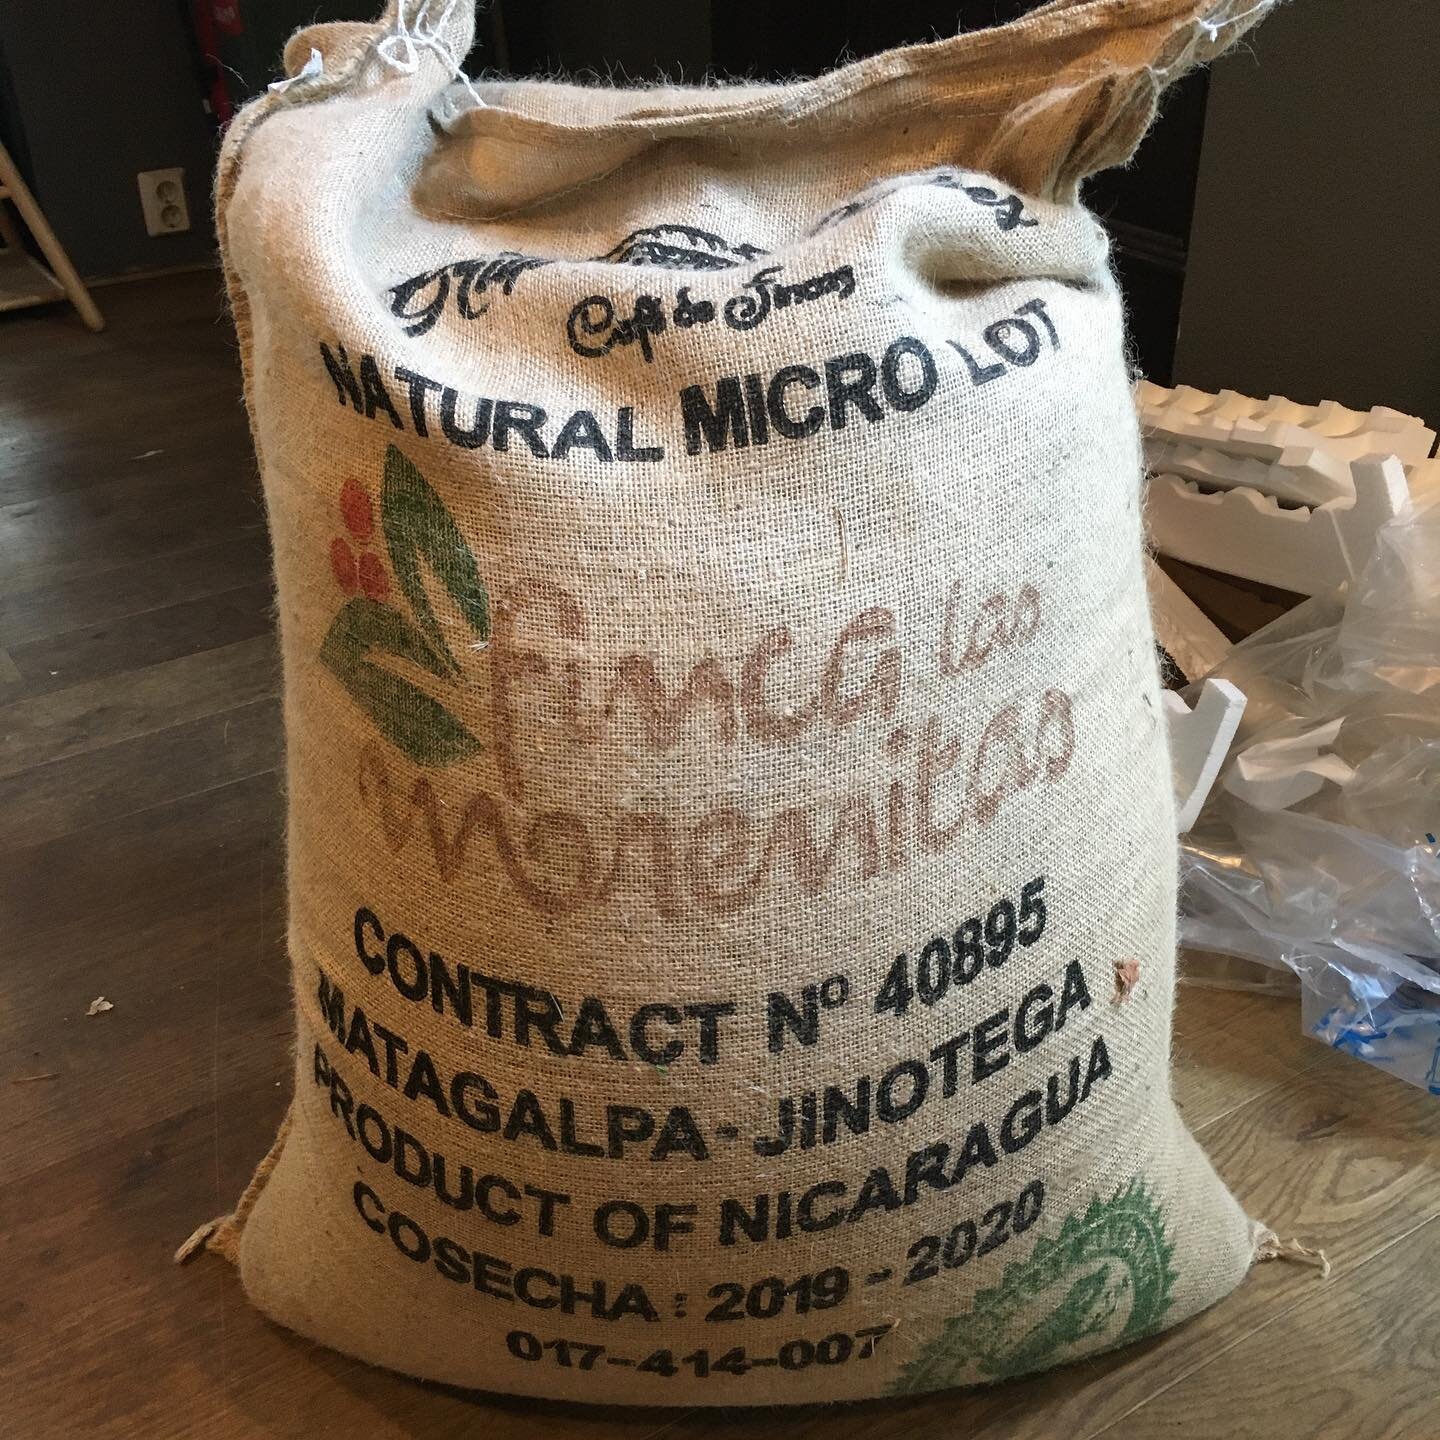 Café de
NATURAL MICRO LOT
finca las
morenitas
CONTRACT Nº 40895
MATAGALPA - JINOTEGA
PRODUCT OF NICARAGUA
COSECHA : 2019 - 2020
017-414-007